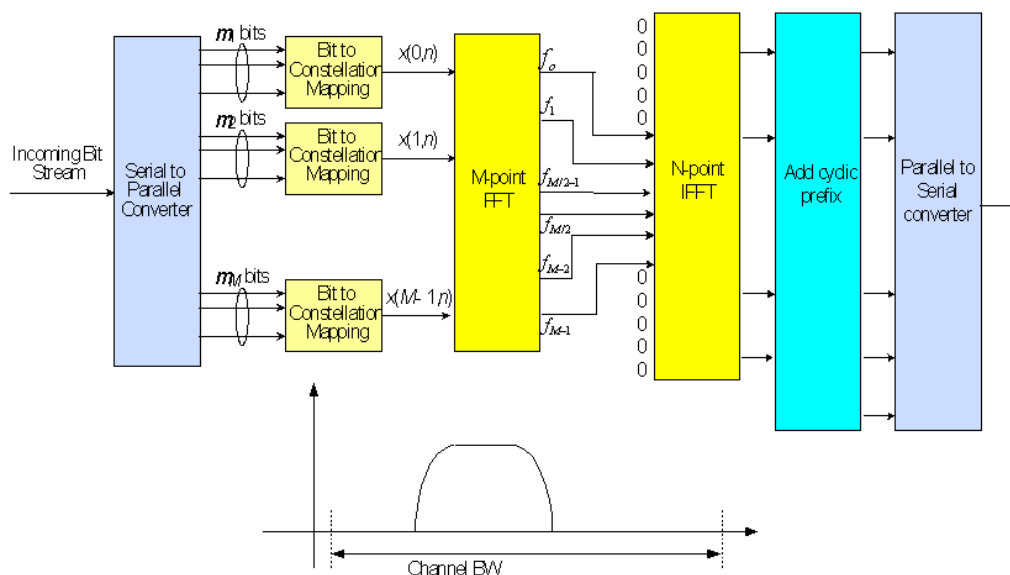 Incoming Bit
Stream
Serial to
Parallel
Converter
m1 bits
m2 bits
mM bits
Bit to
Constellation
Mapping
Bit to
Constellation
Mapping
Bit to
Constellation
Mapping
x(0,n)
x(1,n)
x(M- 1,n)
M-point
FFT
fo
f1
fM/2-1
fM/2
fM-2
fM-1
0
0
0
0
0
0
0
0
0
0
N-point
IFFT
Add cyclic
prefix
Parallel to
Serial
converter
Channel BW